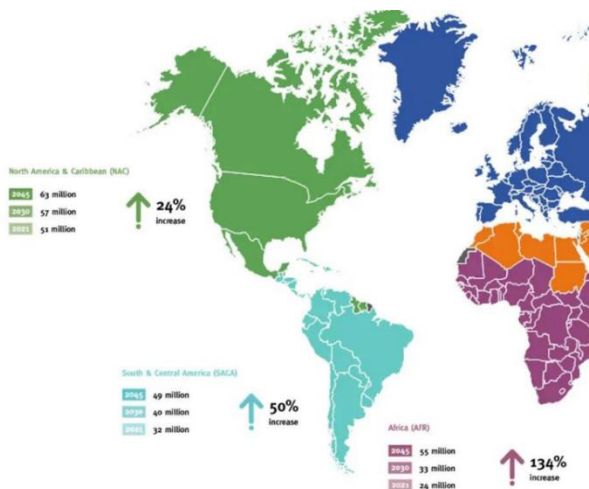 North America & Caribbean (NAC)
2045 63 million
2030 57 million
2021 51 million
24%
increase
South & Central America (SACA)
2045 49 million
2030 40 million
2021 32 million
50%
increase
Africa (AFR)
2045 55 million
2030 33 million
2021 24 million
134%
increase